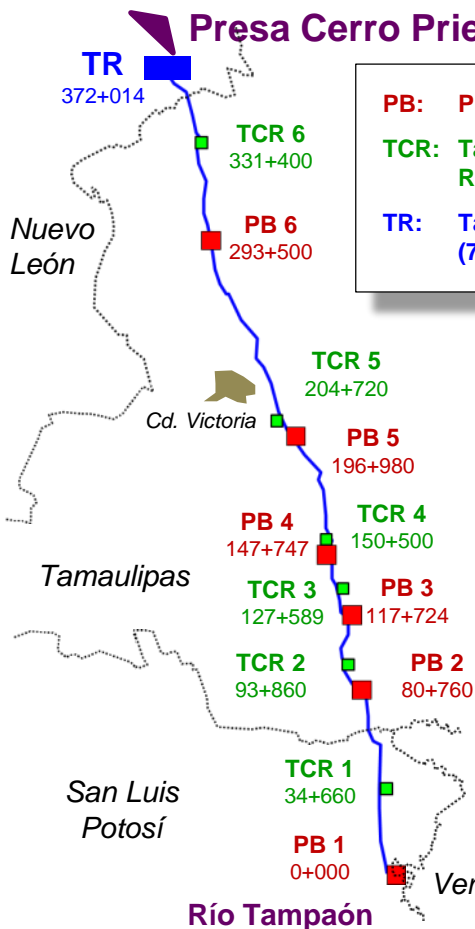 Presa Cerro Prie
TR
372+014
PB: P
TCR: Ta
R
TR: Ta
(7
TCR 6
331+400
Nuevo
León
PB 6
293+500
TCR 5
204+720
Cd. Victoria
PB 5
196+980
PB 4
147+747
TCR 4
150+500
Tamaulipas
TCR 3
127+589
PB 3
117+724
TCR 2
93+860
PB 2
80+760
TCR 1
34+660
San Luis
Potosí
PB 1
0+000
Ver
Río Tampaón